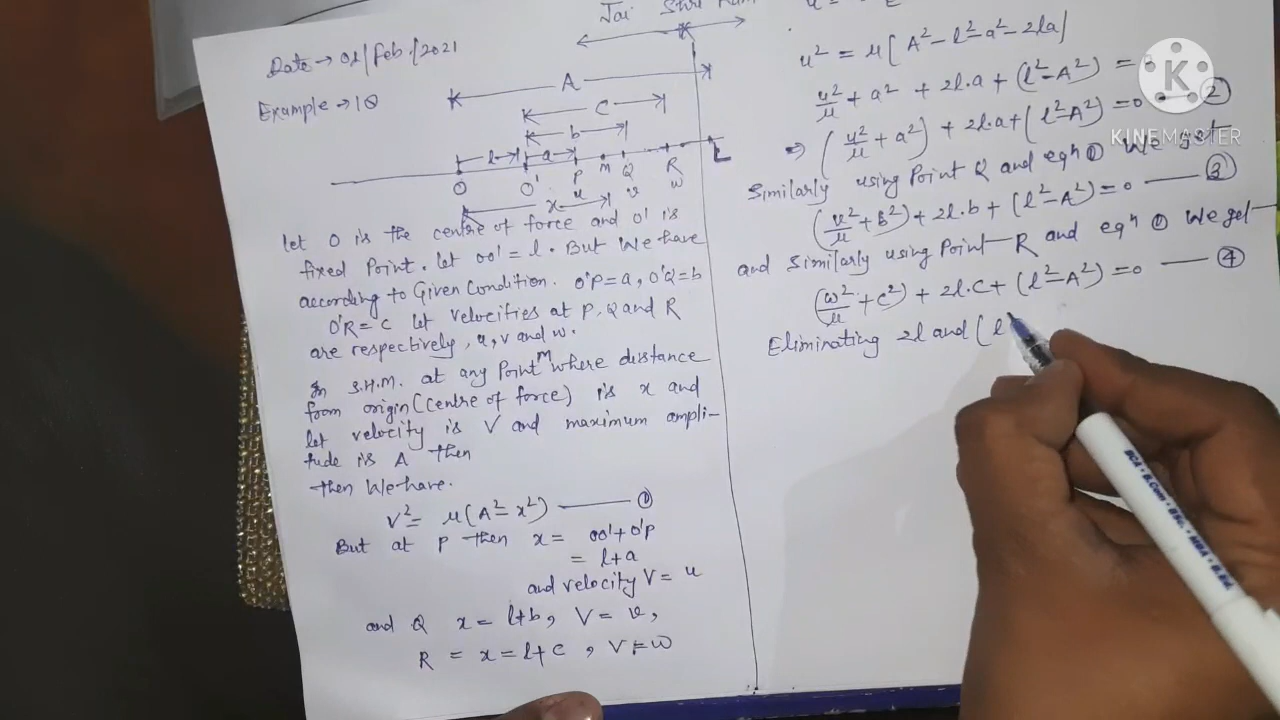 Jai Shri Ram
Date → 01/Feb./2021
Example → 10
A
c
b
l a
O O' P M Q R L
u v w
x
let O is the centre of force and O' is
fixed Point. let OO' = l. But We have
according to Given Condition. O'P = a, O'Q = b
O'R = c let velocities at P, Q and R
are respectively, u, v and w.
In S.H.M. at any Point M where distance
from origin (centre of force) is x and
let velocity is V and maximum ampli-
tude is A then
then We have.
V² = μ(A² - x²) —— ①
But at P then x = OO' + O'P
= l+a
and velocity V = u
and Q x = l+b, V = v,
R = x = l+c, V = w
u² = μ[A² - l² - a² - 2la]
u²/μ + a² + 2l.a + (l² - A²) = 0
⇒ (u²/μ + a²) + 2l.a + (l² - A²) = 0 — ②
Similarly using Point Q and eqn ① We get
(v²/μ + b²) + 2l.b + (l² - A²) = 0 —— ③
and Similarly using Point R and eqn ① We get —
(w²/μ + c²) + 2l.c + (l² - A²) = 0 —— ④
Eliminating 2l and (l
K
KINEMASTER
BCA • B.Com • BSc. • MBA • B.Ed.